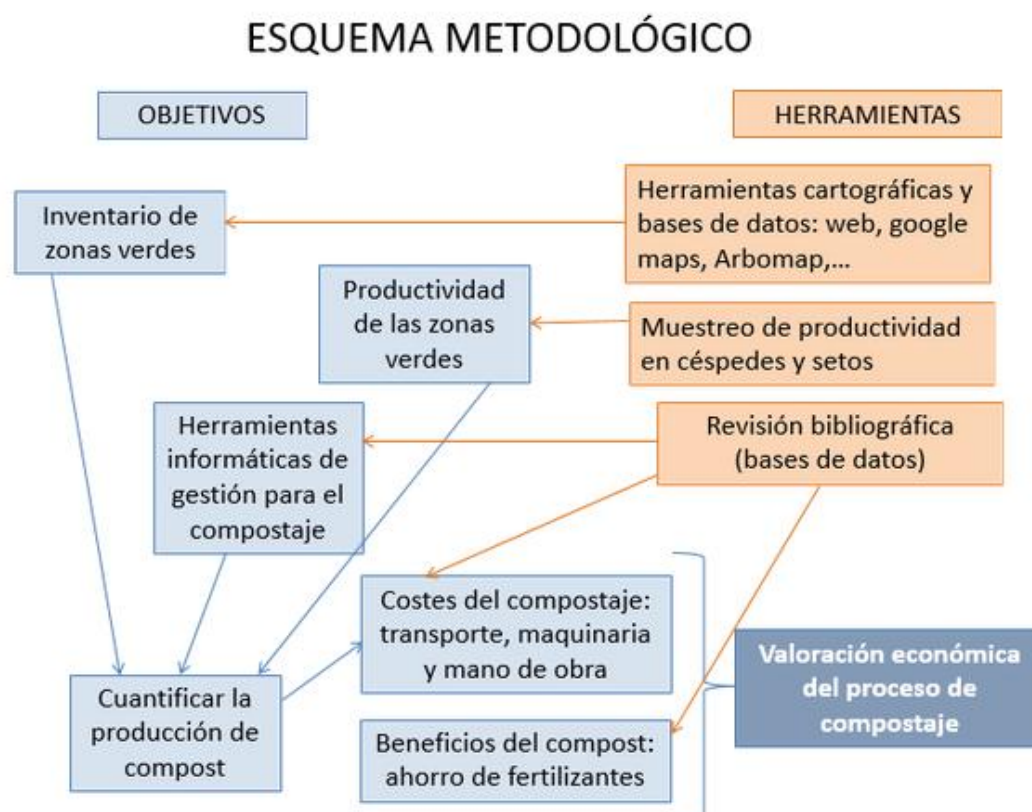 ESQUEMA METODOLÓGICO
OBJETIVOS
HERRAMIENTAS
Inventario de
zonas verdes
Herramientas cartográficas y
bases de datos: web, google
maps, Arbomap,...
Productividad
de las zonas
verdes
Muestreo de productividad
en céspedes y setos
Herramientas
informáticas de
gestión para el
compostaje
Revisión bibliográfica
(bases de datos)
Costes del compostaje:
transporte, maquinaria
y mano de obra
Valoración económica
del proceso de
compostaje
Cuantificar la
producción de
compost
Beneficios del compost:
ahorro de fertilizantes